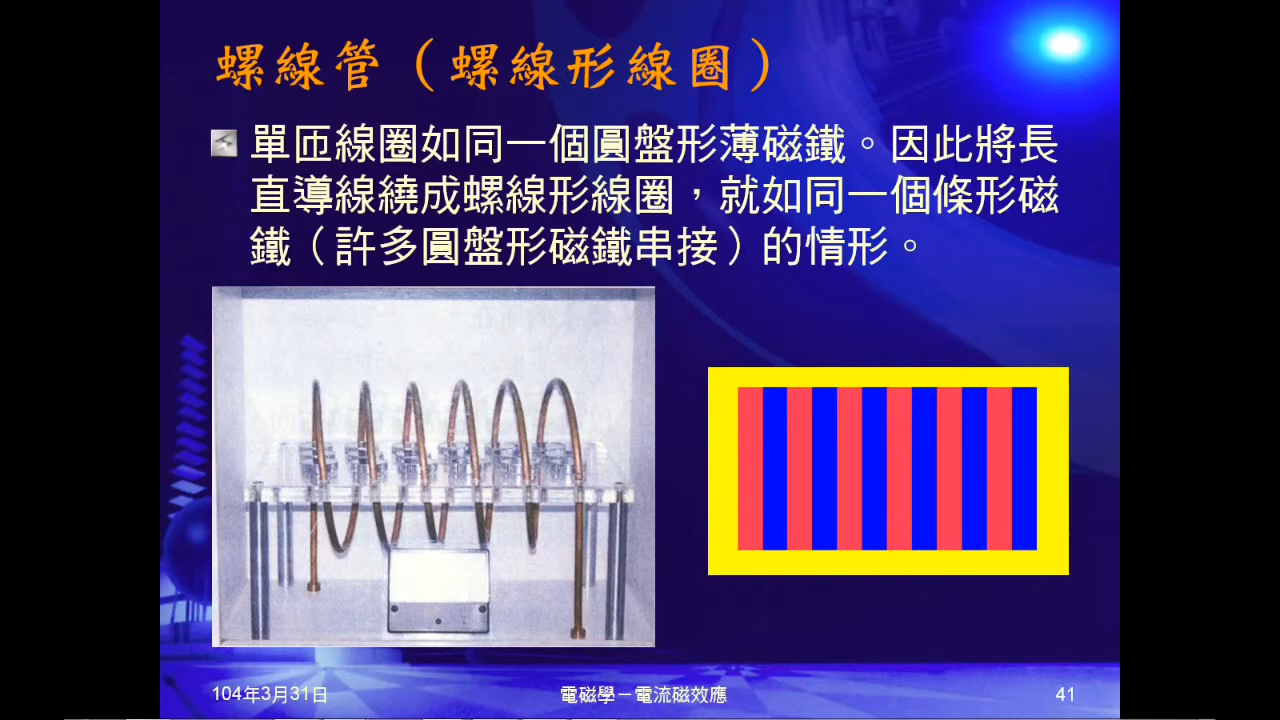 螺線管（螺線形線圈）
單匝線圈如同一個圓盤形薄磁鐵。因此將長
直導線繞成螺線形線圈，就如同一個條形磁
鐵（許多圓盤形磁鐵串接）的情形。
104年3月31日
電磁學－電流磁效應
41